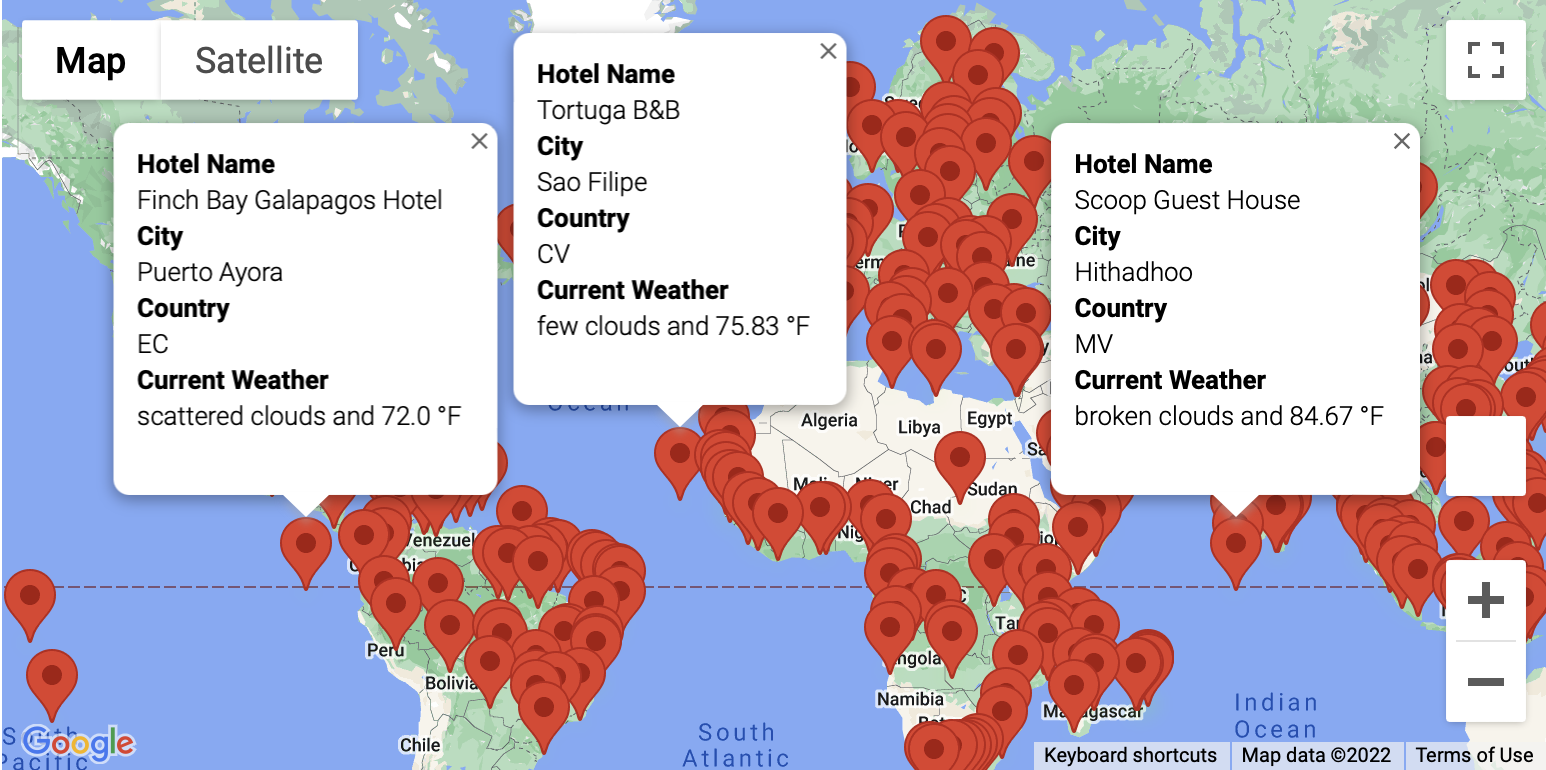 Map
Satellite
Hotel Name
Finch Bay Galapagos Hotel
City
Puerto Ayora
Country
EC
Current Weather
scattered clouds and 72.0 °F
Hotel Name
Tortuga B&B
City
Sao Filipe
Country
CV
Current Weather
few clouds and 75.83 °F
Hotel Name
Scoop Guest House
City
Hithadhoo
Country
MV
Current Weather
broken clouds and 84.67 °F
Ocean
Algeria
Libya
Egypt
Sudan
Chad
Peru
Bolivia
Chile
Namibia
South
Atlantic
Indian
Ocean
South
Pacific
Google
Keyboard shortcuts
Map data ©2022
Terms of Use